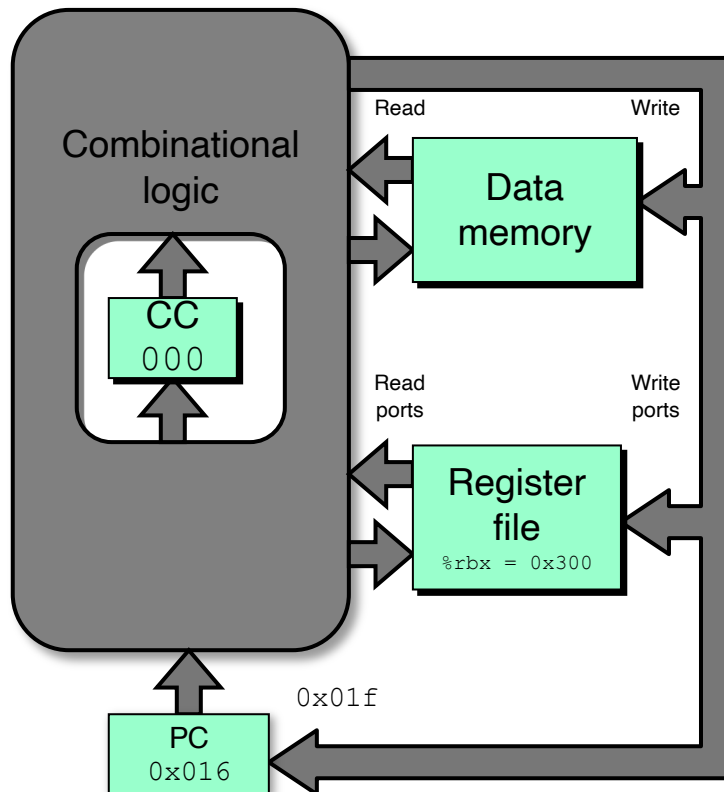 Read
Write
Combinational
logic
Data
memory
CC
000
Read
ports
Write
ports
Register
file
%rbx = 0x300
0x01f
PC
0x016